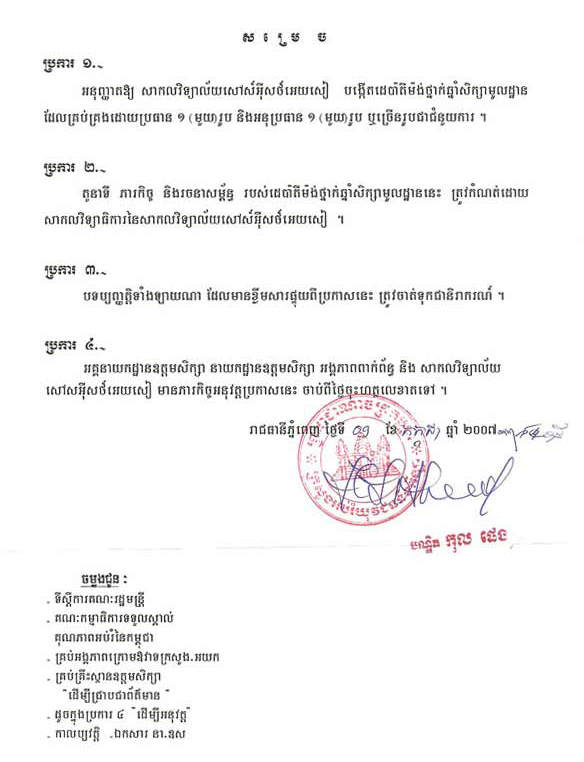 សម្រេច
ប្រការ ១.~
អនុញ្ញាតឱ្យ សាកលវិទ្យាល័យសៅស៍អ៊ីសថ៍អេយសៀ បង្កើតដេប៉ាតឺម៉ង់ថ្នាក់ឆ្នាំសិក្សាមូលដ្ឋាន
ដែលគ្រប់គ្រងដោយប្រធាន ១ (មួយ)រូប និងអនុប្រធាន ១ (មួយ)រូប ឬច្រើនរូបជាជំនួយការ ។
ប្រការ ២.~
តួនាទី ភារកិច្ច និងរចនាសម្ព័ន្ធ របស់ដេប៉ាតឺម៉ង់ថ្នាក់ឆ្នាំសិក្សាមូលដ្ឋាននេះ ត្រូវកំណត់ដោយ
សាកលវិទ្យាធិការនៃសាកលវិទ្យាល័យសៅស៍អ៊ីសថ៍អេយសៀ ។
ប្រការ ៣.~
បទប្បញ្ញត្តិទាំងឡាយណា ដែលមានខ្លឹមសារផ្ទុយពីប្រកាសនេះ ត្រូវចាត់ទុកជានិរាករណ៍ ។
ប្រការ ៤.~
អគ្គនាយកដ្ឋានឧត្តមសិក្សា នាយកដ្ឋានឧត្តមសិក្សា អង្គភាពពាក់ព័ន្ធ និង សាកលវិទ្យាល័យ
សៅស៍អ៊ីសថ៍អេយសៀ មានភារកិច្ចអនុវត្តប្រកាសនេះ ចាប់ពីថ្ងៃចុះហត្ថលេខាតទៅ ។
រាជធានីភ្នំពេញ ថ្ងៃទី ខែ ឆ្នាំ ២០០៧
បណ្ឌិត កុល ផេង
ចម្លងជូន :
- ទីស្តីការគណៈរដ្ឋមន្ត្រី
- គណៈកម្មាធិការទទួលស្គាល់
គុណភាពអប់រំនៃកម្ពុជា
- គ្រប់អង្គភាពក្រោមឱវាទក្រសួង.អយក
- គ្រប់គ្រឹះស្ថានឧត្តមសិក្សា
"ដើម្បីជ្រាបជាព័ត៌មាន"
- ដូចក្នុងប្រការ ៤ "ដើម្បីអនុវត្ត"
- កាលប្បវត្តិ .ឯកសារ នា.ឧស